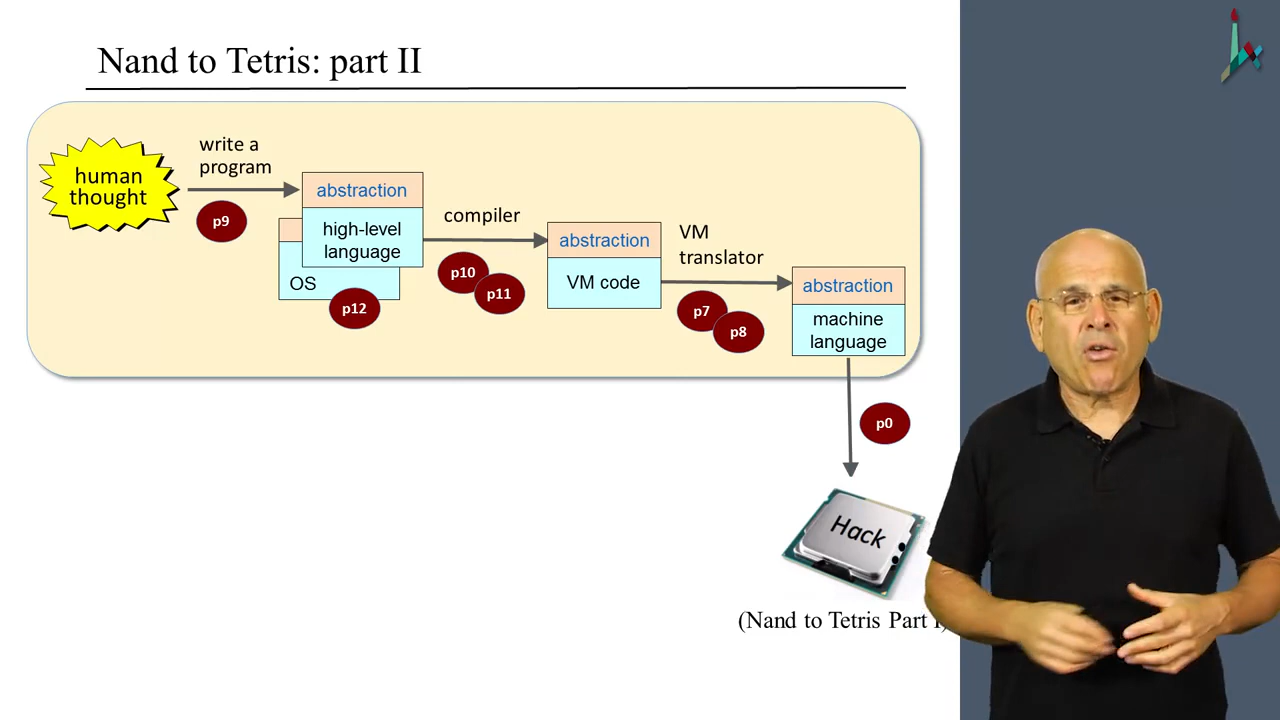 Nand to Tetris: part II
human
thought
write a
program
p9
abstraction
high-level
language
OS
p12
compiler
p10
p11
abstraction
VM code
VM
translator
p7
p8
abstraction
machine
language
p0
Hack
(Nand to Tetris Part I)